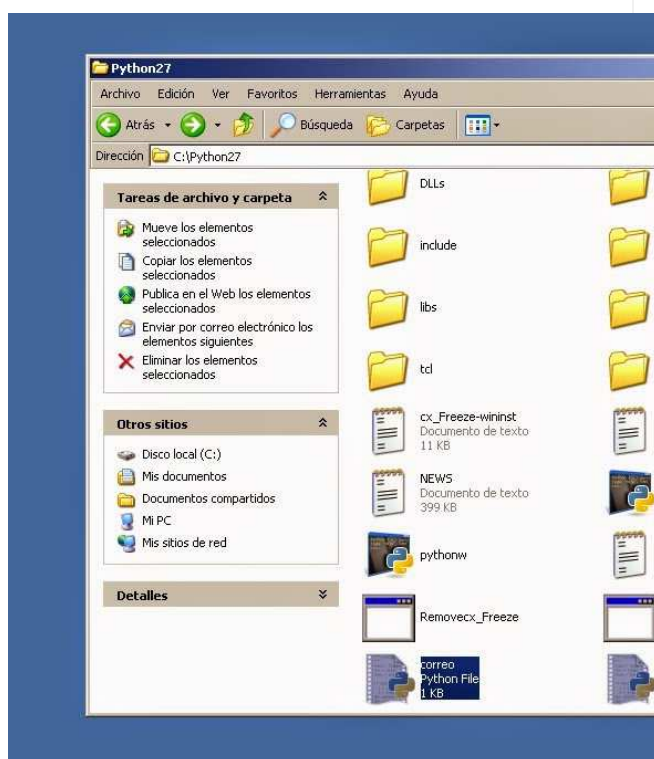 Python27
Archivo Edición Ver Favoritos Herramientas Ayuda
Atrás Búsqueda Carpetas
Dirección C:\Python27
Tareas de archivo y carpeta
Mueve los elementos
seleccionados
Copiar los elementos
seleccionados
Publica en el Web los elementos
seleccionados
Enviar por correo electrónico los
elementos siguientes
Eliminar los elementos
seleccionados
Otros sitios
Disco local (C:)
Mis documentos
Documentos compartidos
Mi PC
Mis sitios de red
Detalles
DLLs
include
libs
tcl
cx_Freeze-wininst
Documento de texto
11 KB
NEWS
Documento de texto
399 KB
pythonw
Removecx_Freeze
correo
Python File
1 KB